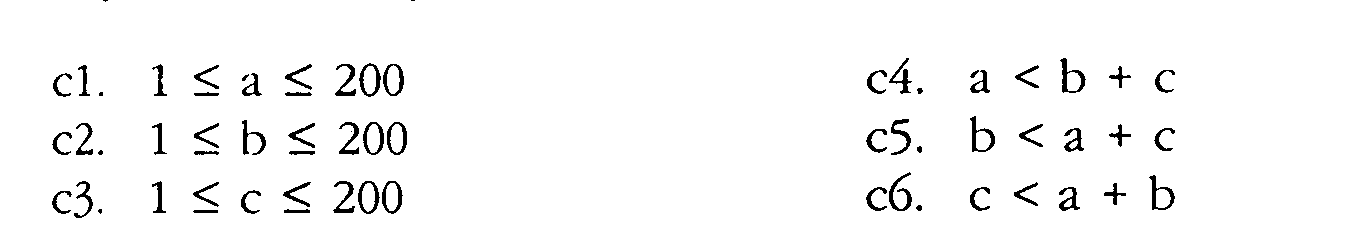 c1. 1 ≤ a ≤ 200
c2. 1 ≤ b ≤ 200
c3. 1 ≤ c ≤ 200
c4. a < b + c
c5. b < a + c
c6. c < a + b